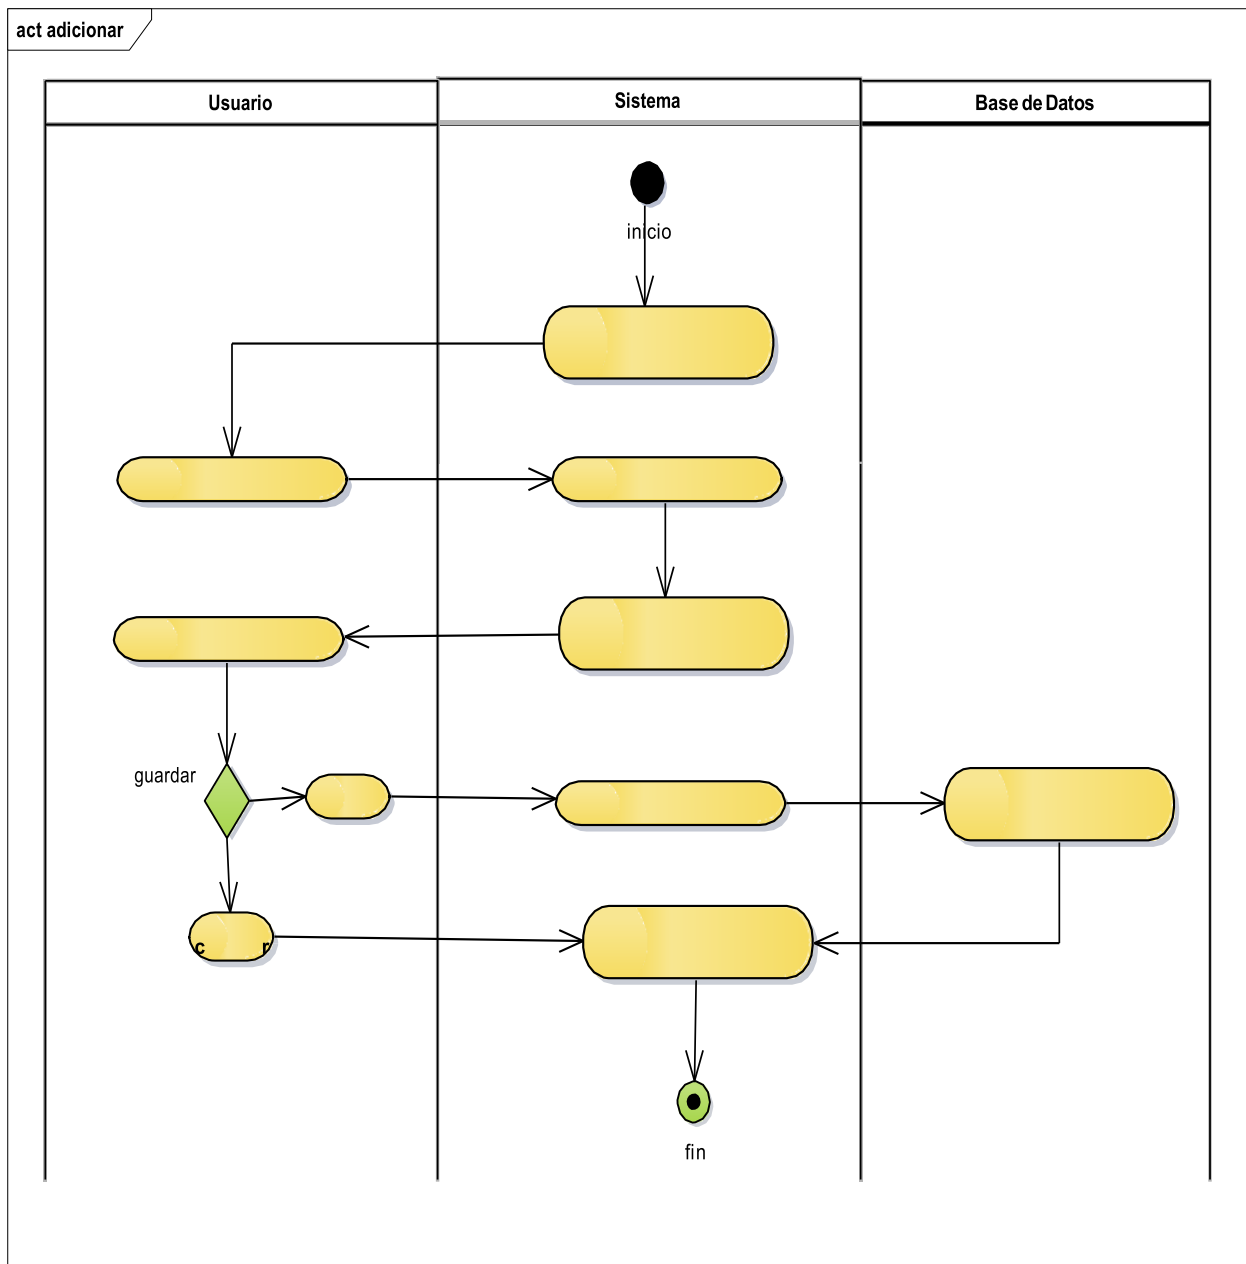 act adicionar
Usuario
Sistema
Base de Datos
inicio
guardar
c r
fin